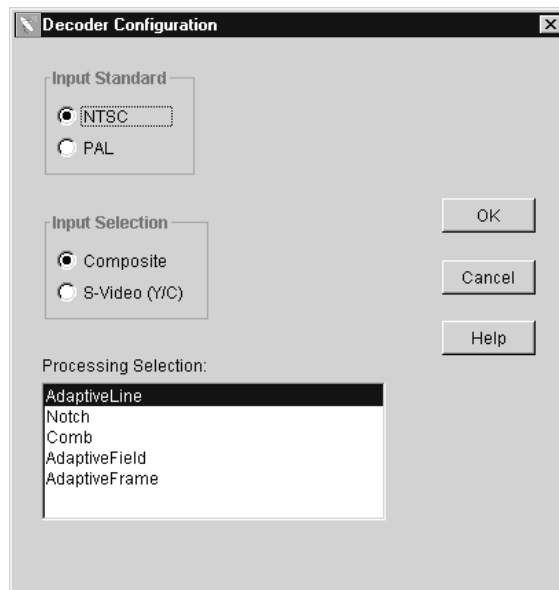 Decoder Configuration
Input Standard
NTSC
PAL
Input Selection
Composite
S-Video (Y/C)
OK
Cancel
Help
Processing Selection:
AdaptiveLine
Notch
Comb
AdaptiveField
AdaptiveFrame